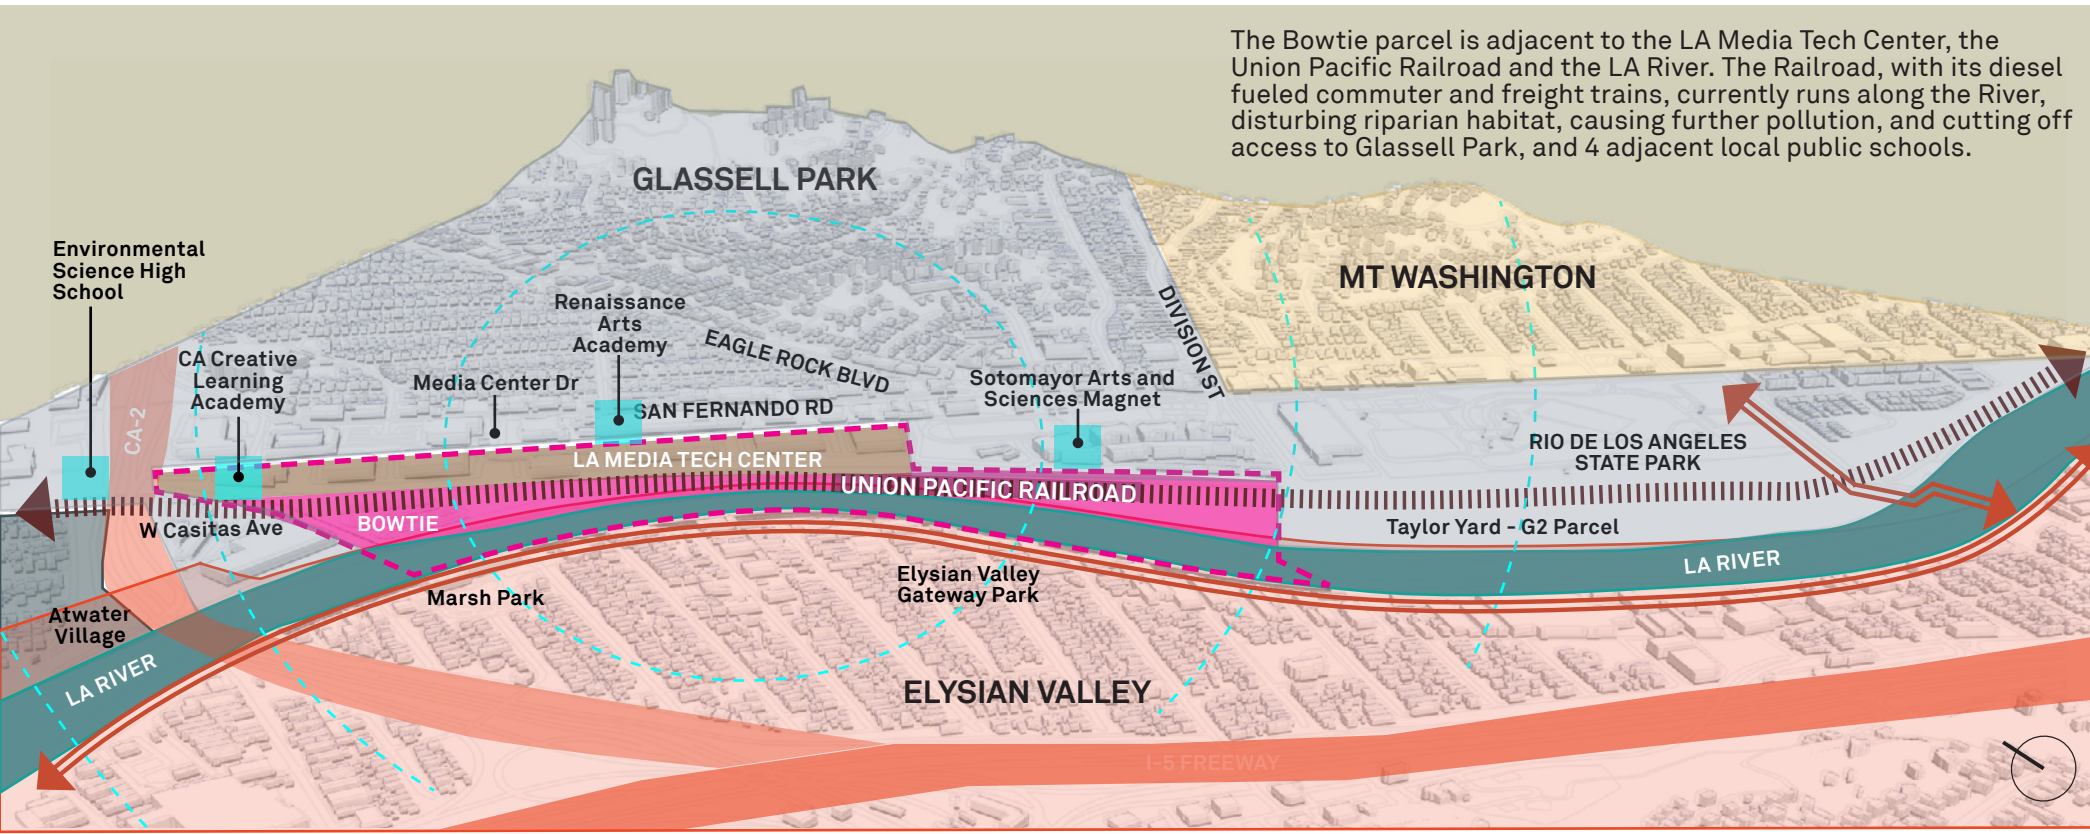 The Bowtie parcel is adjacent to the LA Media Tech Center, the
Union Pacific Railroad and the LA River. The Railroad, with its diesel
fueled commuter and freight trains, currently runs along the River,
disturbing riparian habitat, causing further pollution, and cutting off
access to Glassell Park, and 4 adjacent local public schools.
GLASSELL PARK
MT WASHINGTON
Environmental
Science High
School
CA-2
CA Creative
Learning
Academy
Media Center Dr
Renaissance
Arts
Academy
EAGLE ROCK BLVD
SAN FERNANDO RD
Sotomayor Arts and
Sciences Magnet
DIVISION ST
RIO DE LOS ANGELES
STATE PARK
LA MEDIA TECH CENTER
UNION PACIFIC RAILROAD
BOWTIE
W Casitas Ave
Taylor Yard - G2 Parcel
LA RIVER
Marsh Park
Elysian Valley
Gateway Park
Atwater
Village
LA RIVER
ELYSIAN VALLEY
I-5 FREEWAY